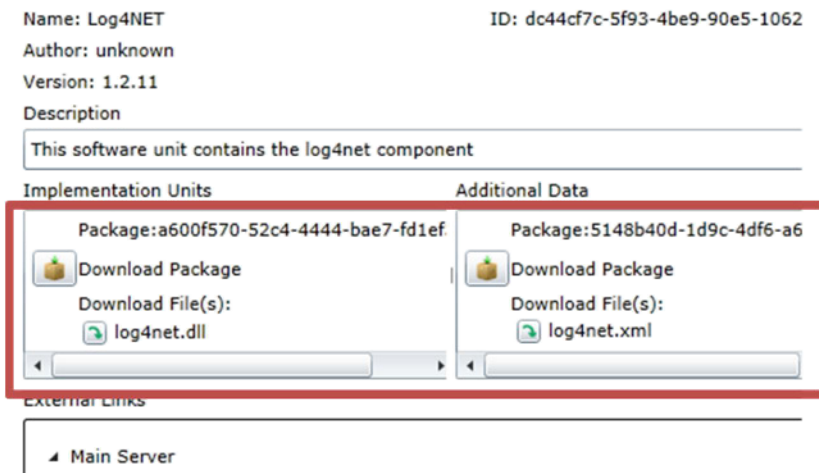 Name: Log4NET
ID: dc44cf7c-5f93-4be9-90e5-1062
Author: unknown
Version: 1.2.11
Description
This software unit contains the log4net component
Implementation Units
Additional Data
Package:a600f570-52c4-4444-bae7-fd1ef
Download Package
Download File(s):
log4net.dll
Package:5148b40d-1d9c-4df6-a6
Download Package
Download File(s):
log4net.xml
External Links
Main Server